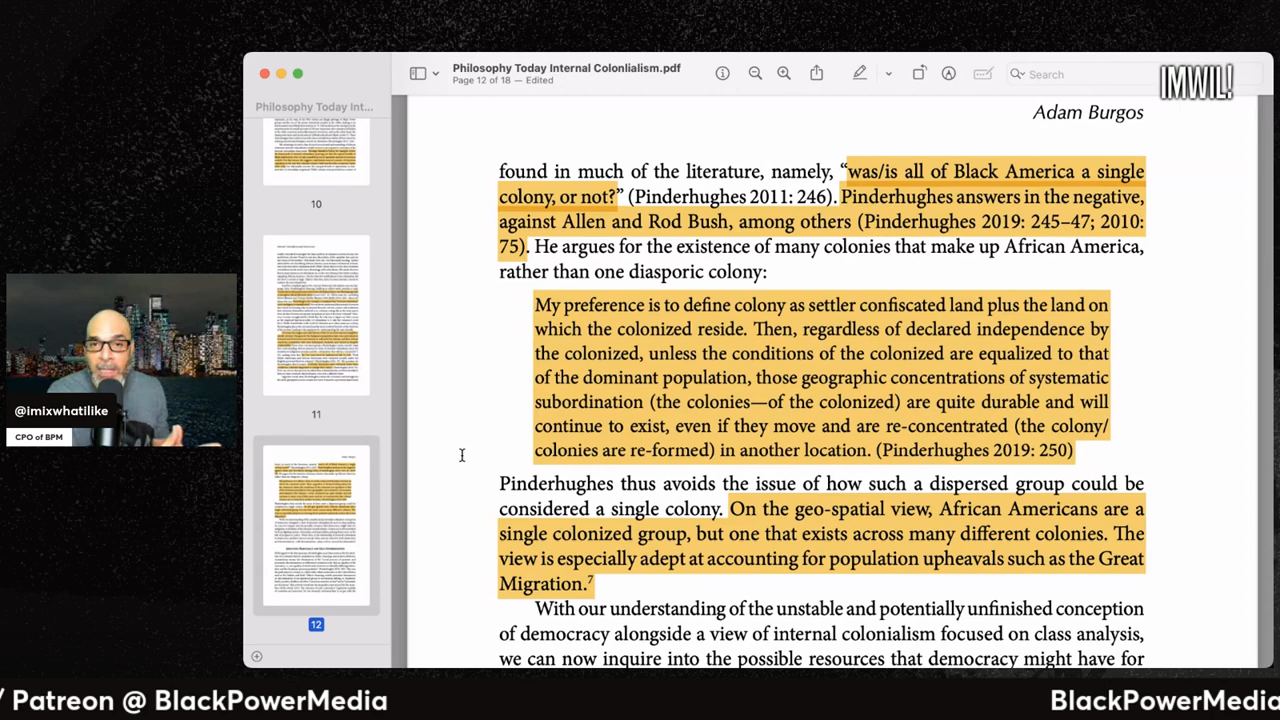 Philosophy Today Internal Colonlialism.pdf
Page 12 of 18 — Edited
Search
IMWIL!
Philosophy Today Int...
10
11
12
@imixwhatilike
CPO of BPM
Adam Burgos
found in much of the literature, namely, “was/is all of Black America a single
colony, or not?” (Pinderhughes 2011: 246). Pinderhughes answers in the negative,
against Allen and Rod Bush, among others (Pinderhughes 2019: 245–47; 2010:
75). He argues for the existence of many colonies that make up African America,
rather than one diasporic colony:
My preference is to define colony as settler confiscated land plus the land on
which the colonized reside. Then, regardless of declared independence by
the colonized, unless the conditions of the colonized are equalized to that
of the dominant population, those geographic concentrations of systematic
subordination (the colonies—of the colonized) are quite durable and will
continue to exist, even if they move and are re-concentrated (the colony/
colonies are re-formed) in another location. (Pinderhughes 2019: 250)
Pinderhughes thus avoids the issue of how such a dispersed group could be
considered a single colony. On the geo-spatial view, African Americans are a
single colonized group, but one that exists across many different colonies. The
view is especially adept at accounting for population upheavals such as the Great
Migration.⁷
With our understanding of the unstable and potentially unfinished conception
of democracy alongside a view of internal colonialism focused on class analysis,
we can now inquire into the possible resources that democracy might have for
/ Patreon @ BlackPowerMedia
BlackPowerMedia